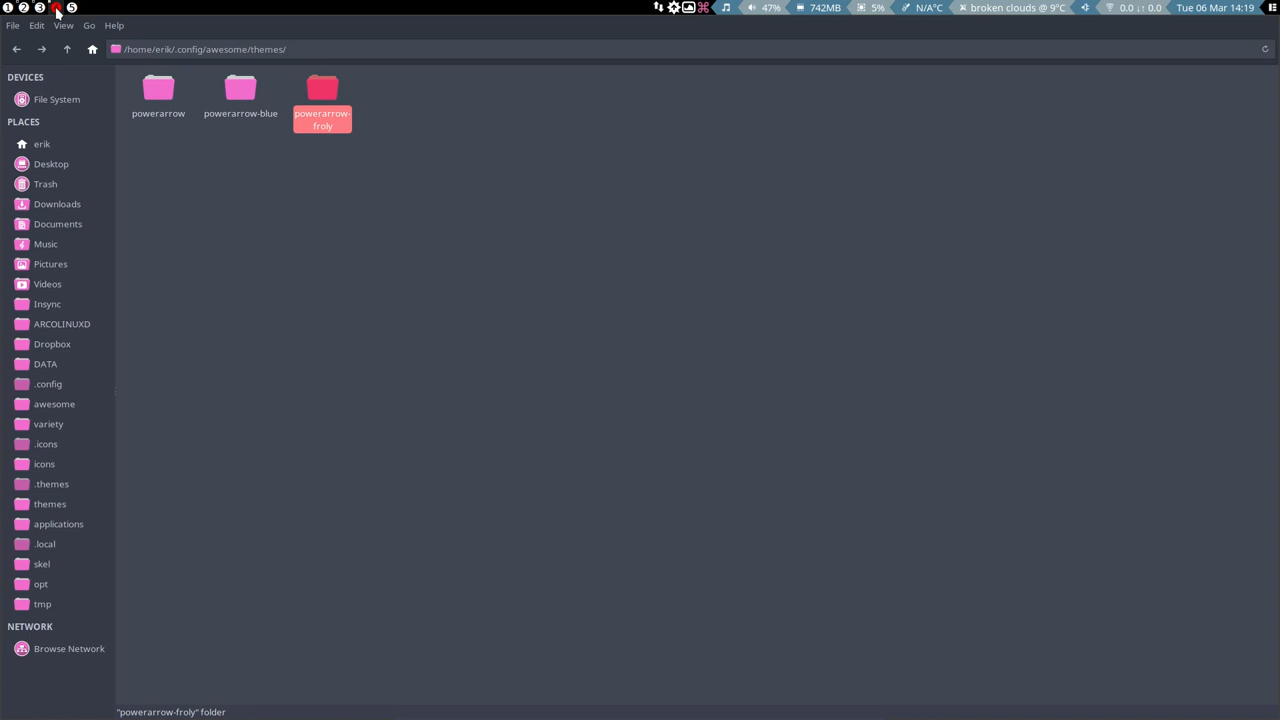 1 2 3 5 47% 742MB 5% N/A°C broken clouds @ 9°C 0.0 ↓↑ 0.0 Tue 06 Mar 14:19
File Edit View Go Help
/home/erik/.config/awesome/themes/
DEVICES
File System
PLACES
erik
Desktop
Trash
Downloads
Documents
Music
Pictures
Videos
Insync
ARCOLINUXD
Dropbox
DATA
.config
awesome
variety
.icons
icons
.themes
themes
applications
.local
skel
opt
tmp
NETWORK
Browse Network
powerarrow
powerarrow-blue
powerarrow-
froly
"powerarrow-froly" folder